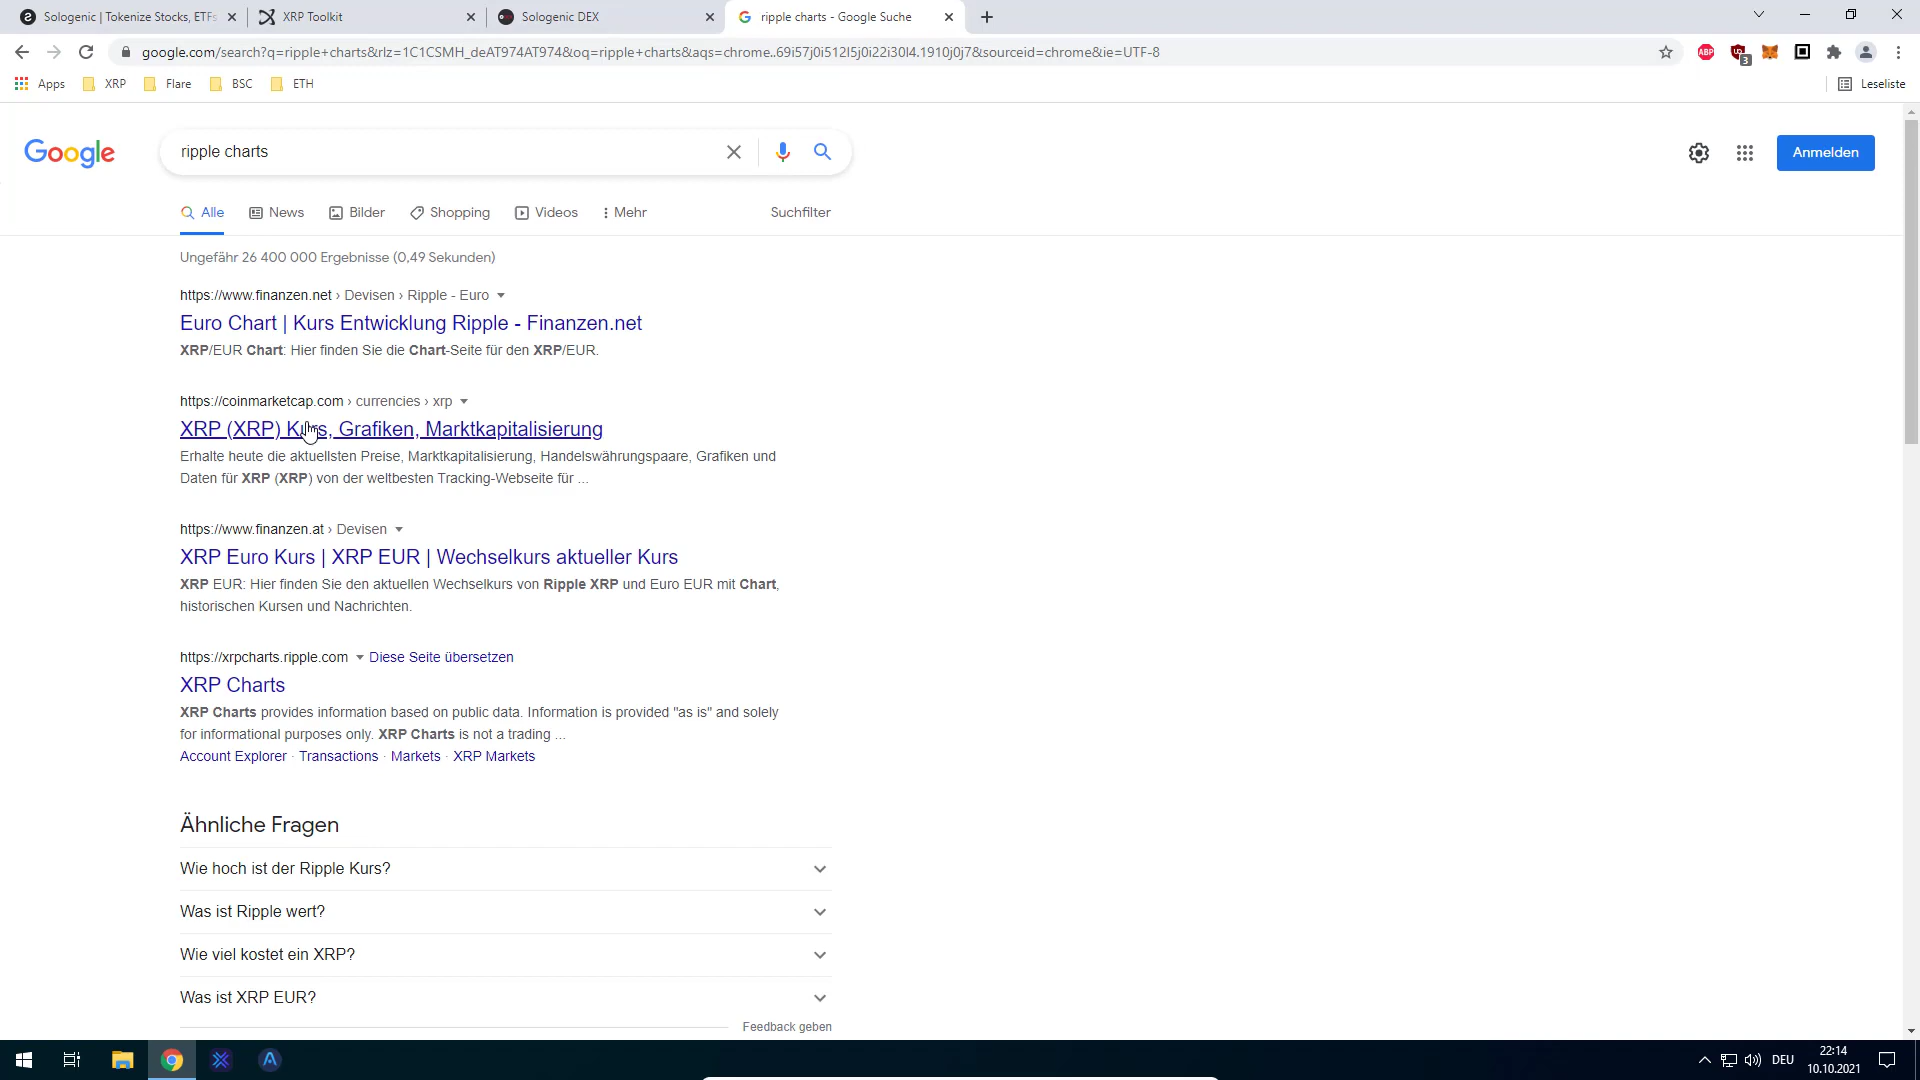 Sologenic | Tokenize Stocks, ETFs
XRP Toolkit
Sologenic DEX
ripple charts - Google Suche
google.com/search?q=ripple+charts&rlz=1C1CSMH_deAT974AT974&oq=ripple+charts&aqs=chrome..69i57j0i512l5j0i22i30l4.1910j0j7&sourceid=chrome&ie=UTF-8
ABP
3
Apps
XRP
Flare
BSC
ETH
Leseliste
Google
ripple charts
Anmelden
Alle
News
Bilder
Shopping
Videos
Mehr
Suchfilter
Ungefähr 26 400 000 Ergebnisse (0,49 Sekunden)
https://www.finanzen.net › Devisen › Ripple - Euro
Euro Chart | Kurs Entwicklung Ripple - Finanzen.net
XRP/EUR Chart: Hier finden Sie die Chart-Seite für den XRP/EUR.
https://coinmarketcap.com › currencies › xrp
XRP (XRP) Kurs, Grafiken, Marktkapitalisierung
Erhalte heute die aktuellsten Preise, Marktkapitalisierung, Handelswährungspaare, Grafiken und
Daten für XRP (XRP) von der weltbesten Tracking-Webseite für ...
https://www.finanzen.at › Devisen
XRP Euro Kurs | XRP EUR | Wechselkurs aktueller Kurs
XRP EUR: Hier finden Sie den aktuellen Wechselkurs von Ripple XRP und Euro EUR mit Chart,
historischen Kursen und Nachrichten.
https://xrpcharts.ripple.com Diese Seite übersetzen
XRP Charts
XRP Charts provides information based on public data. Information is provided "as is" and solely
for informational purposes only. XRP Charts is not a trading ...
Account Explorer · Transactions · Markets · XRP Markets
Ähnliche Fragen
Wie hoch ist der Ripple Kurs?
Was ist Ripple wert?
Wie viel kostet ein XRP?
Was ist XRP EUR?
Feedback geben
DEU
22:14
10.10.2021